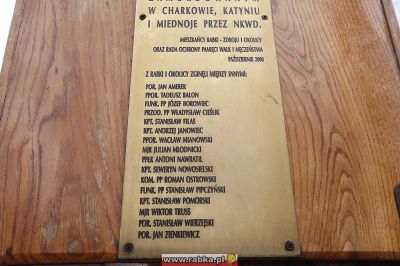 W CHARKOWIE, KATYNIU
I MIEDNOJE PRZEZ NKWD.
MIESZKAŃCY RABKI - ZDROJU I OKOLICY
ORAZ RADA OCHRONY PAMIĘCI WALK I MĘCZEŃSTWA
PAŹDZIERNIK 2000
Z RABKI I OKOLICY ZGINĘLI MIĘDZY INNYMI:
POR. JAN AMEREK
PPOR. TADEUSZ BALON
FUNK. PP JÓZEF BOROWIEC
PRZOD. PP WŁADYSŁAW CIEŚLIK
KPT. STANISŁAW FILAS
KPT. ANDRZEJ JANOWIEC
PPOR. WACŁAW MIANOWSKI
MJR JULIAN MŁODNICKI
PPŁK ANTONI NAWRATIL
KPT. SEWERYN NOWOSIELSKI
KOM. PP ROMAN OSTROWSKI
FUNK. PP STANISŁAW PIPCZYŃSKI
KPT. STANISŁAW POMORSKI
MJR WIKTOR TRUSS
POR. STANISŁAW WIERZEJSKI
POR. JAN ZIENKIEWICZ
www.rabka.pl